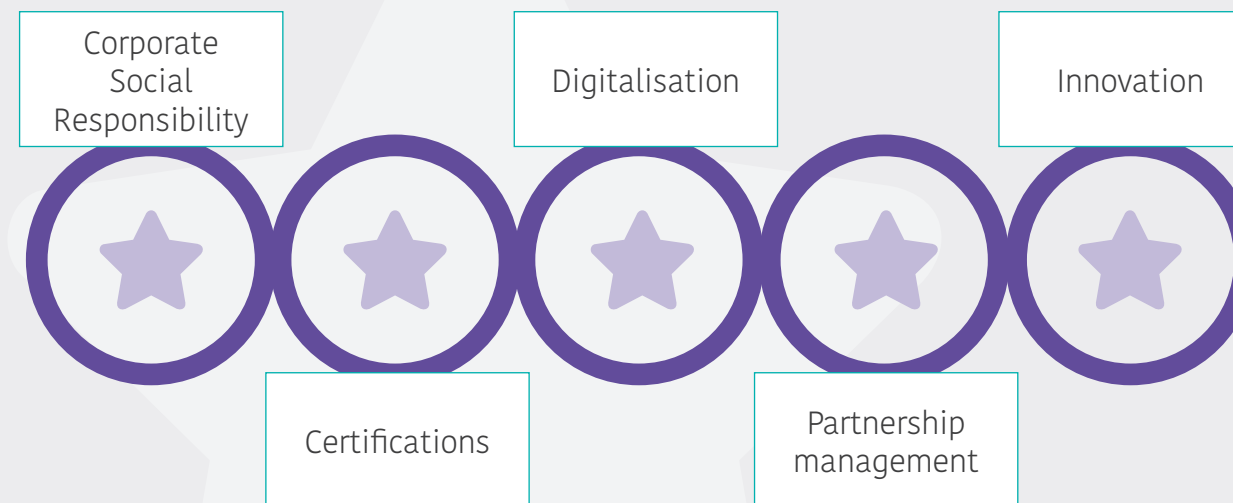 Corporate
Social
Responsibility
Certifications
Digitalisation
Partnership
management
Innovation